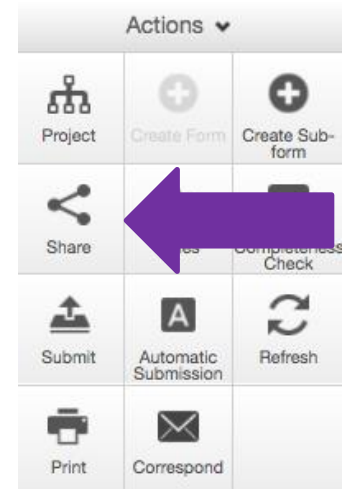 Actions
Project
Create Form
Create Sub-
form
Share
Completeness
Check
Submit
A
Automatic
Submission
Refresh
Print
Correspond